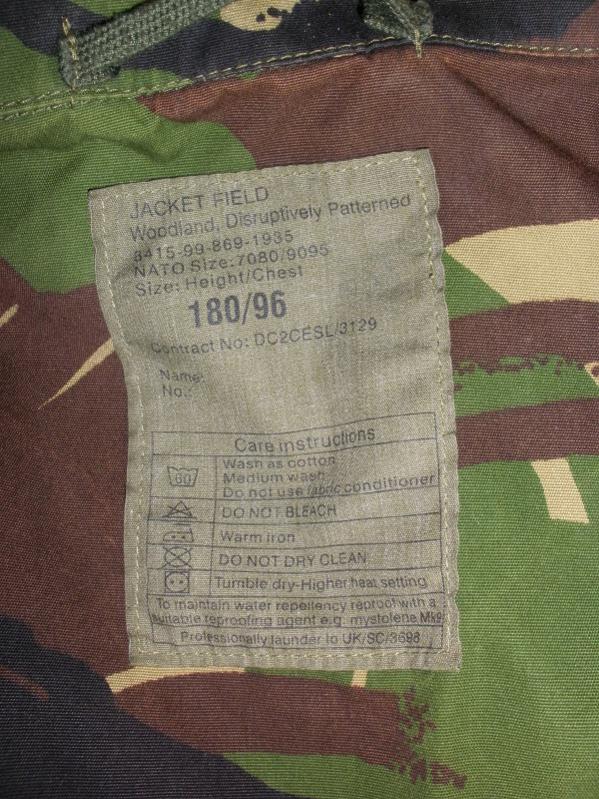 JACKET FIELD
Woodland, Disruptively Patterned
8415-99-869-1935
NATO Size:7080/9095
Size: Height/Chest
180/96
Contract No: DC2CESL/3129
Name:
No.:
Care instructions
60
Wash as cotton
Medium wash
Do not use fabric conditioner
DO NOT BLEACH
Warm iron
DO NOT DRY CLEAN
Tumble dry-Higher heat setting
To maintain water repellency reproof with a
suitable reproofing agent e.g. mystolene Mk9
Professionally launder to UK/SC/3698